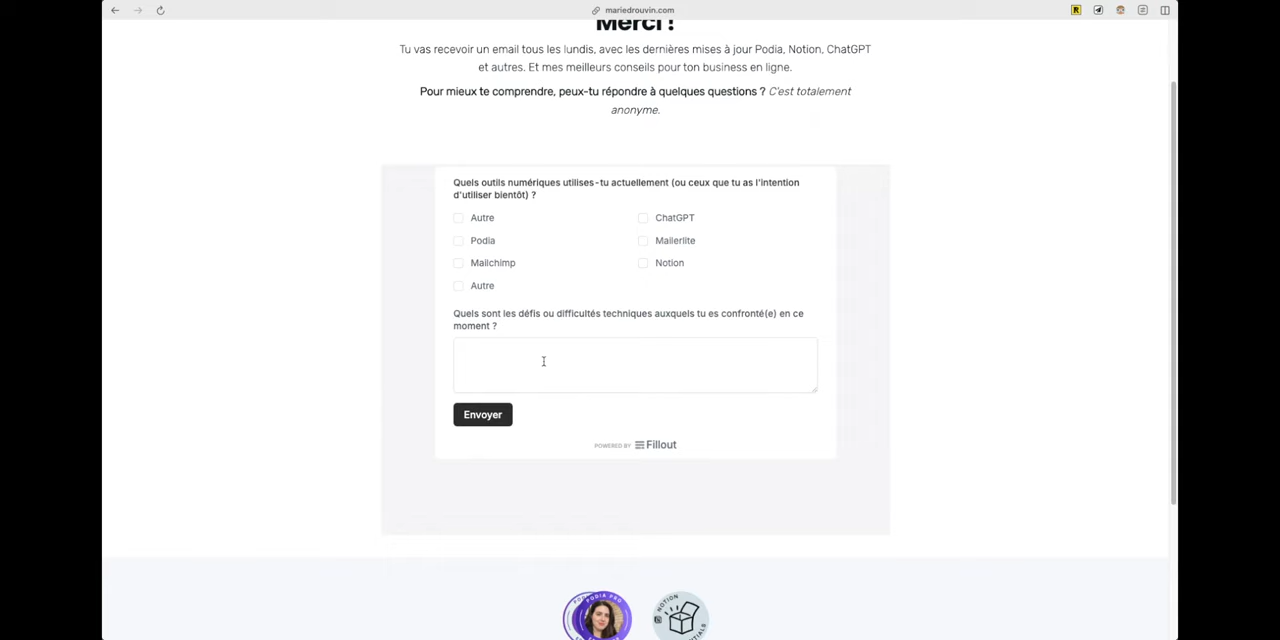 mariedrouvin.com
Merci !
Tu vas recevoir un email tous les lundis, avec les dernières mises à jour Podia, Notion, ChatGPT
et autres. Et mes meilleurs conseils pour ton business en ligne.
Pour mieux te comprendre, peux-tu répondre à quelques questions ? C'est totalement
anonyme.
Quels outils numériques utilises-tu actuellement (ou ceux que tu as l'intention
d'utiliser bientôt) ?
Autre
ChatGPT
Podia
Mailerlite
Mailchimp
Notion
Autre
Quels sont les défis ou difficultés techniques auxquels tu es confronté(e) en ce
moment ?
Envoyer
POWERED BY Fillout
PODIA PRO
NOTION